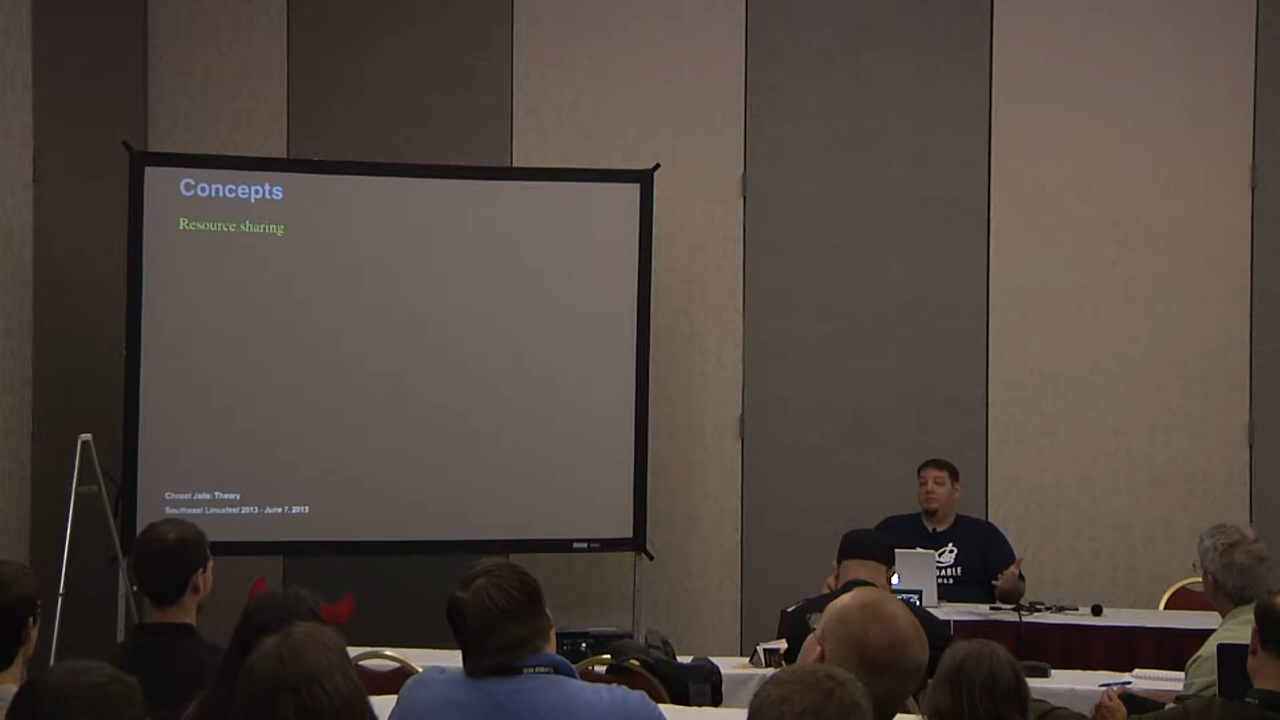 Concepts
Resource sharing
Chroot Jails: Theory
Southeast Linuxfest 2013 - June 7, 2013